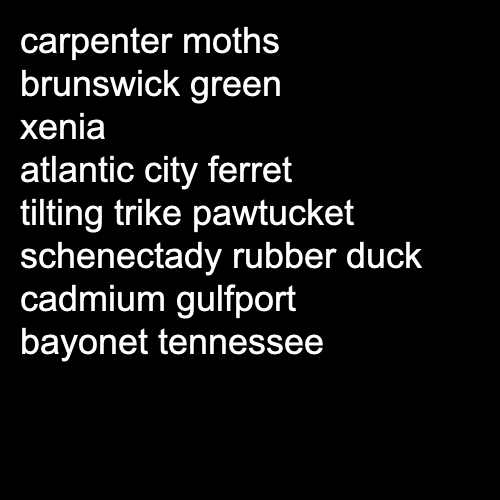 carpenter moths
brunswick green
xenia
atlantic city ferret
tilting trike pawtucket
schenectady rubber duck
cadmium gulfport
bayonet tennessee